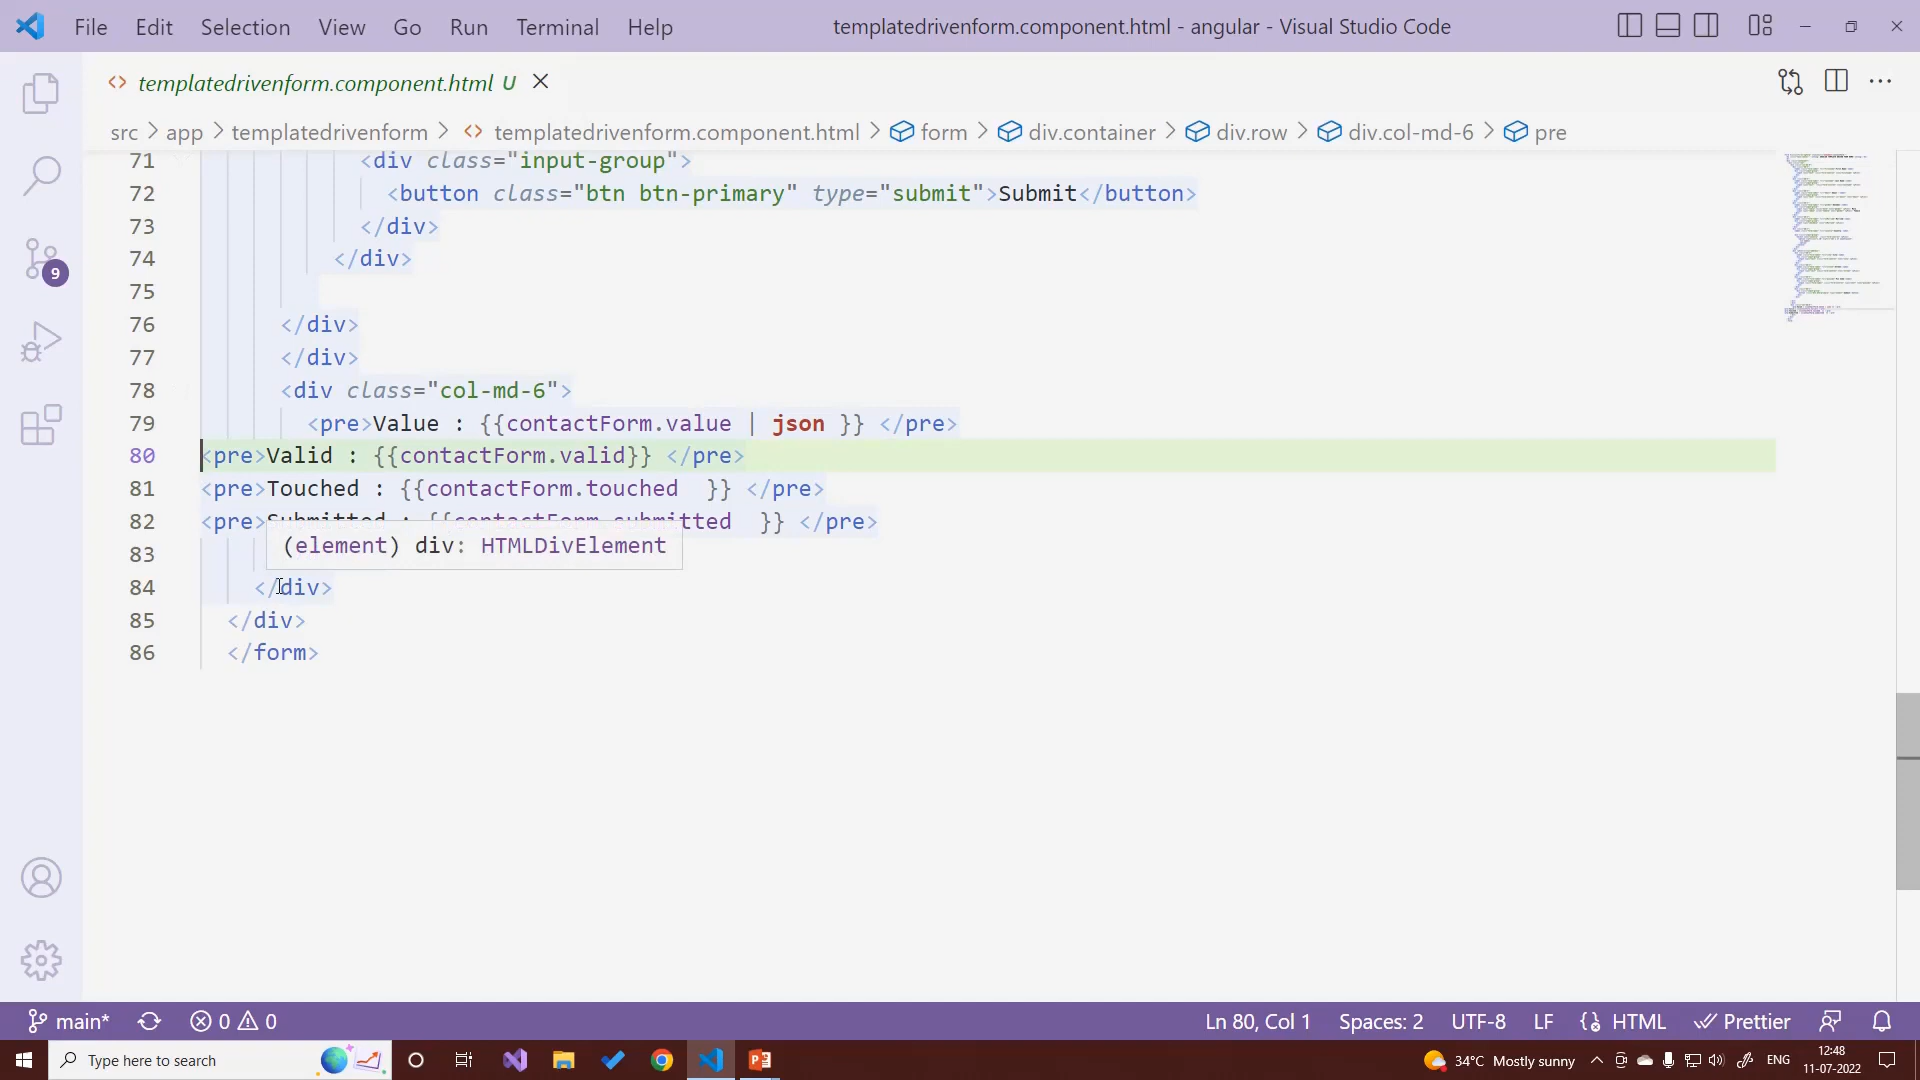 File Edit Selection View Go Run Terminal Help templatedrivenform.component.html - angular - Visual Studio Code
templatedrivenform.component.html U
src > app > templatedrivenform > templatedrivenform.component.html > form > div.container > div.row > div.col-md-6 > pre
71 <div class="input-group">
72 <button class="btn btn-primary" type="submit">Submit</button>
73 </div>
74 </div>
75
76 </div>
77 </div>
78 <div class="col-md-6">
79 <pre>Value : {{contactForm.value | json }} </pre>
80 <pre>Valid : {{contactForm.valid}} </pre>
81 <pre>Touched : {{contactForm.touched  }} </pre>
82 <pre>Submitted : {{contactForm.submitted  }} </pre>
(element) div: HTMLDivElement
83
84 </div>
85 </div>
86 </form>
9
main* 0 0 Ln 80, Col 1 Spaces: 2 UTF-8 LF HTML Prettier
Type here to search 34°C Mostly sunny ENG 12:48
11-07-2022